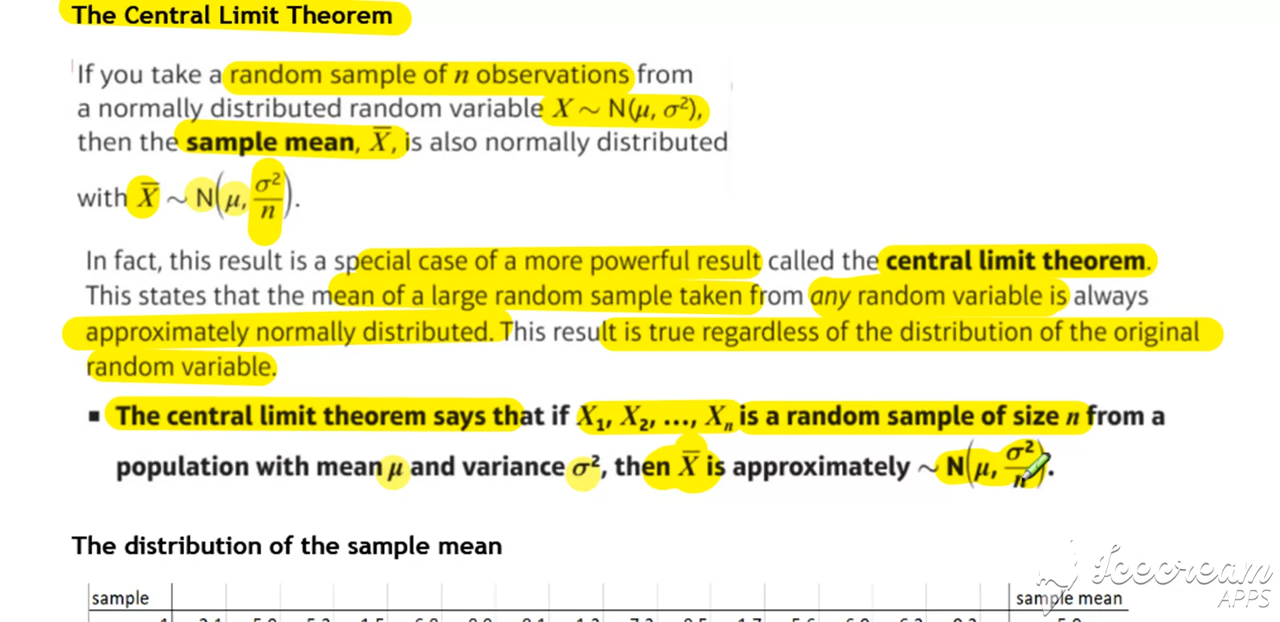 The Central Limit Theorem
If you take a random sample of n observations from
a normally distributed random variable X ~ N(μ, σ²),
then the sample mean, X̅, is also normally distributed
with X̅ ~ N(μ, σ²/n).
In fact, this result is a special case of a more powerful result called the central limit theorem.
This states that the mean of a large random sample taken from any random variable is always
approximately normally distributed. This result is true regardless of the distribution of the original
random variable.
▪ The central limit theorem says that if X₁, X₂, ..., Xₙ is a random sample of size n from a
population with mean μ and variance σ², then X̅ is approximately ~ N(μ, σ²/n).
The distribution of the sample mean
sample sample mean
Icecream
APPS